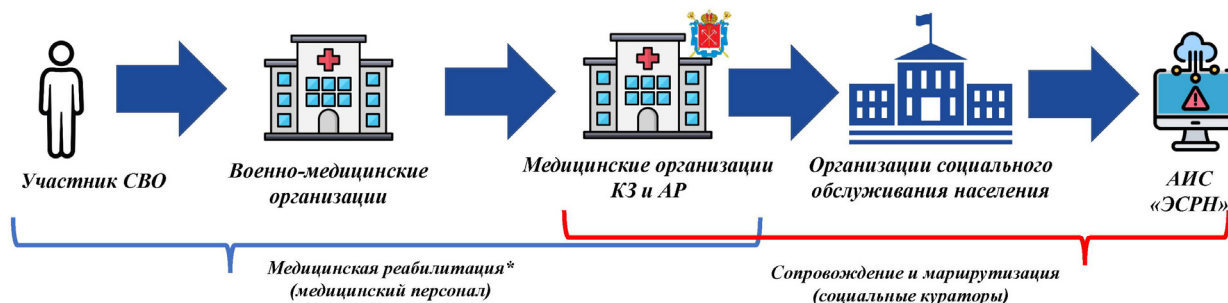 Участник СВО
Военно-медицинские
организации
Медицинские организации
КЗ и АР
Организации социального
обслуживания населения
АИС
«ЭСРН»
Медицинская реабилитация*
(медицинский персонал)
Сопровождение и маршрутизация
(социальные кураторы)